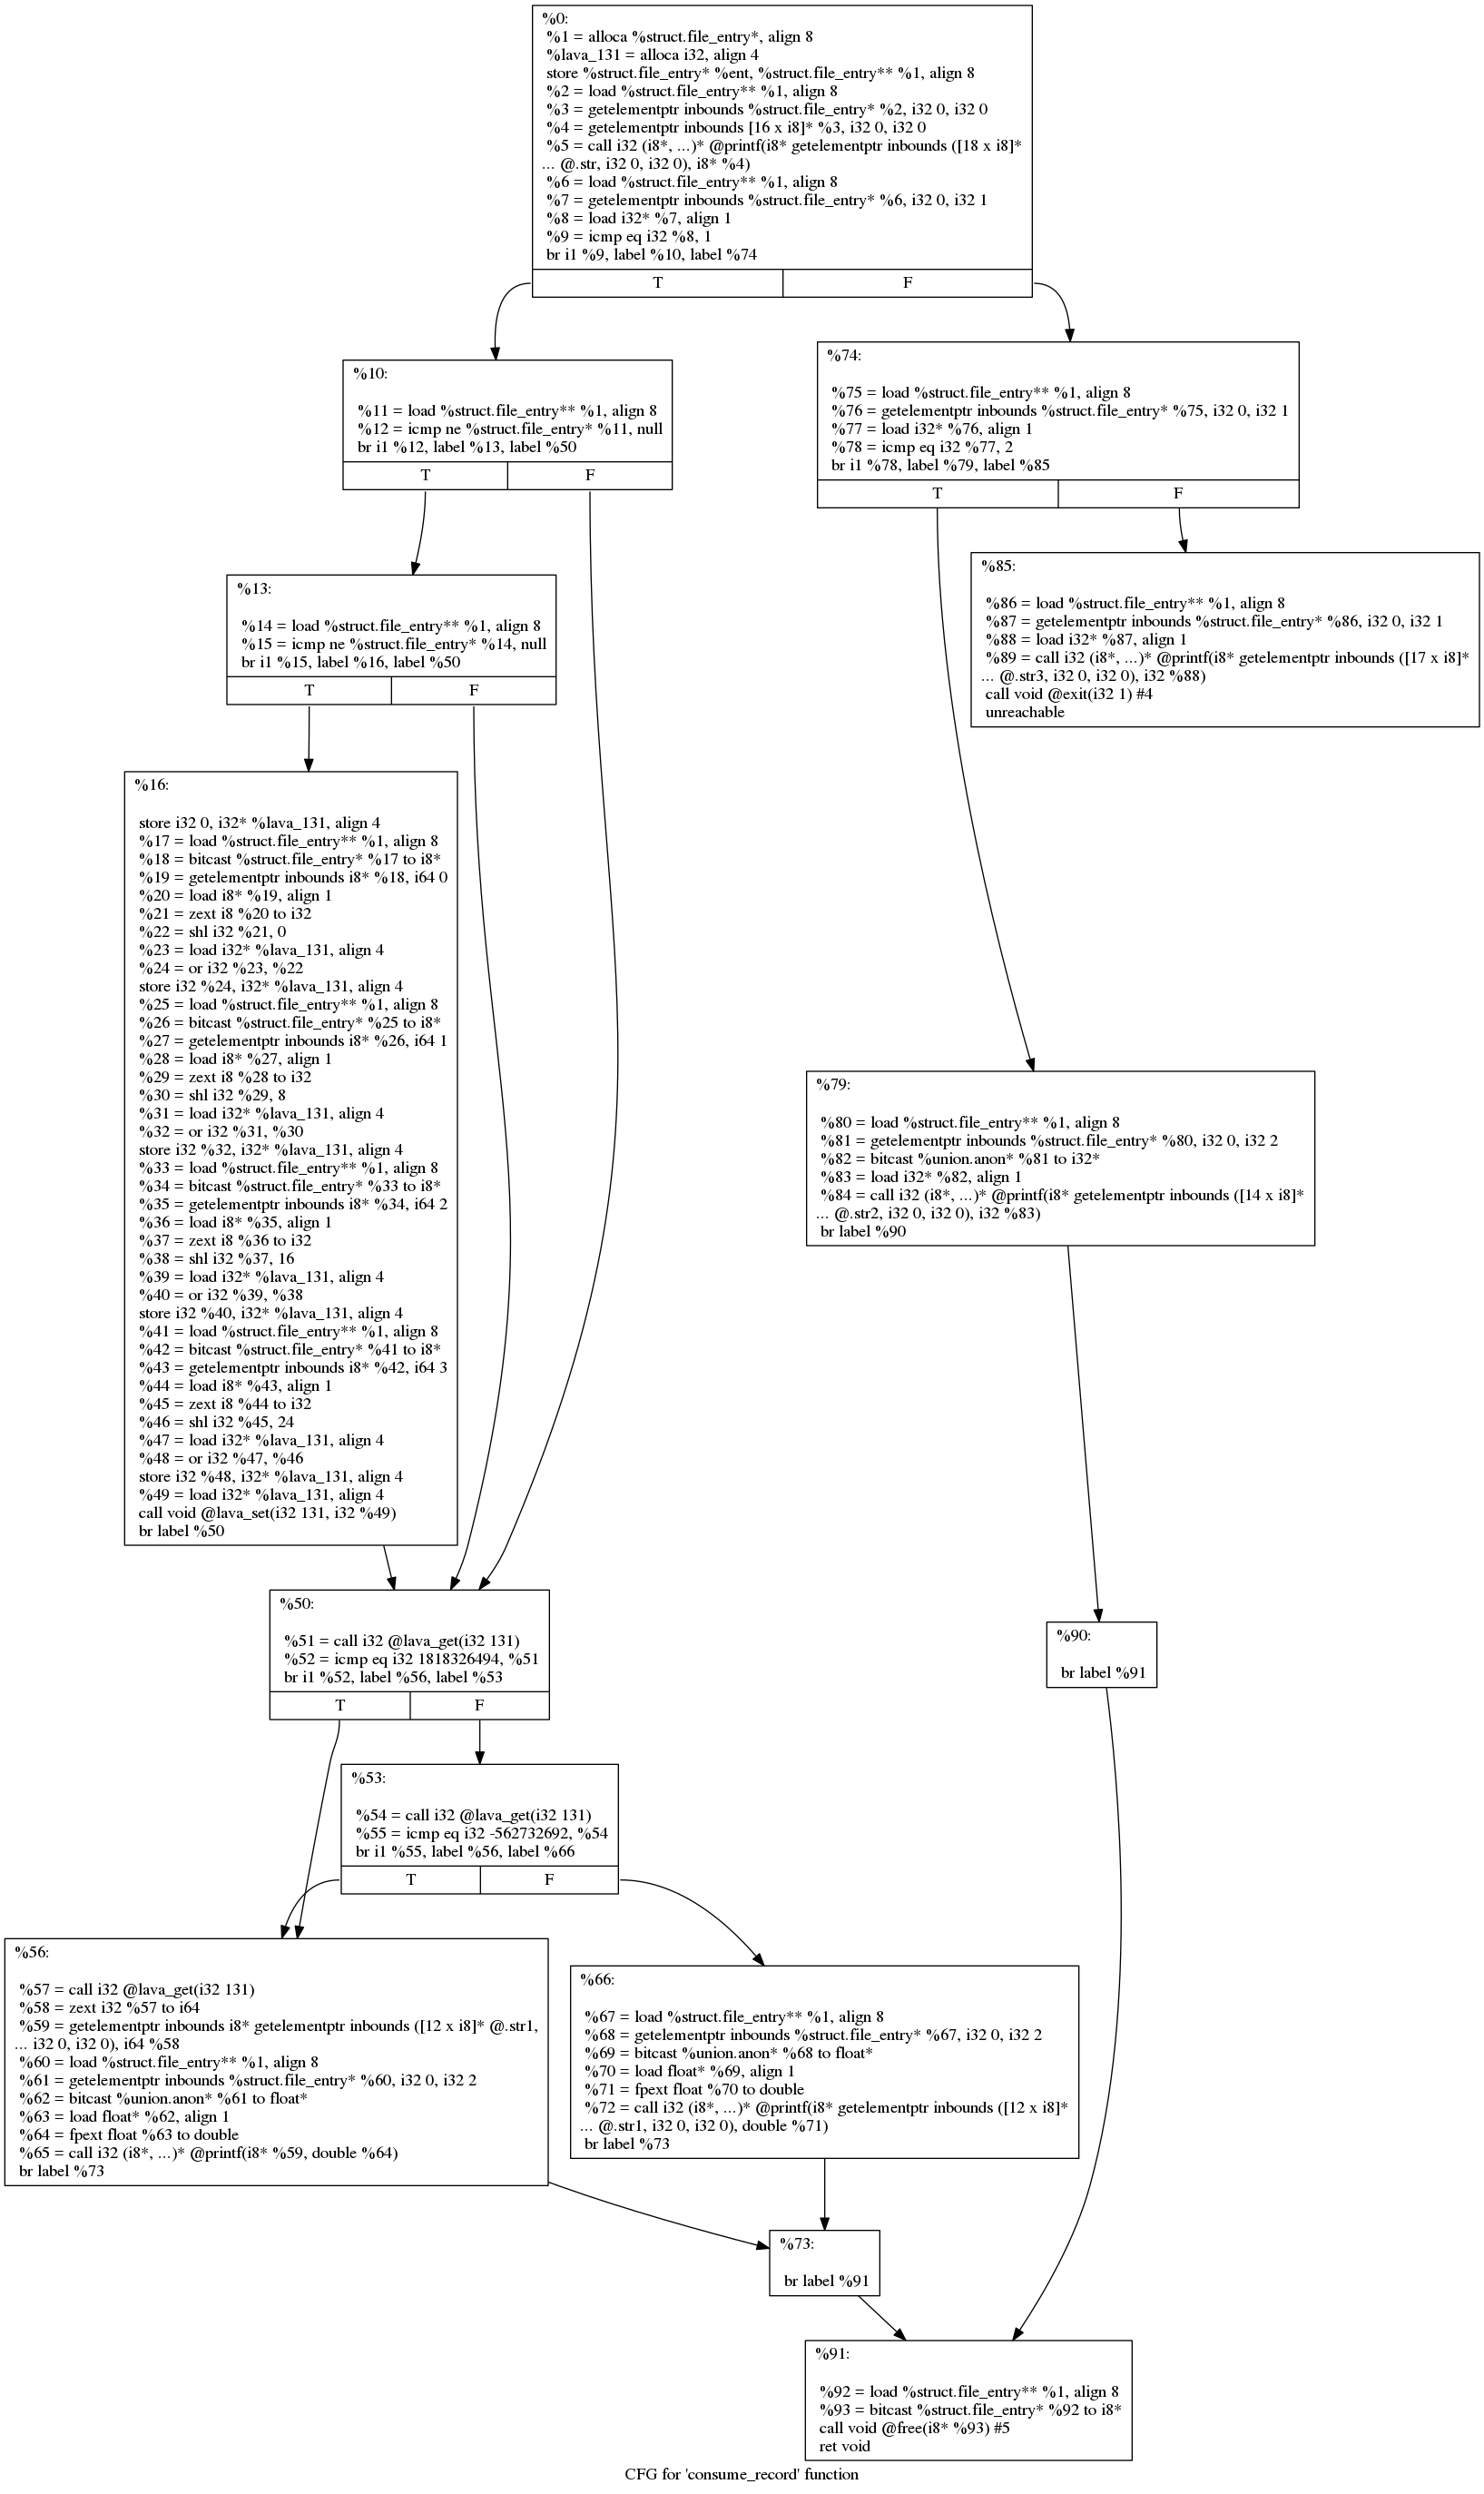 %0:
%1 = alloca %struct.file_entry*, align 8
%lava_131 = alloca i32, align 4
store %struct.file_entry* %ent, %struct.file_entry** %1, align 8
%2 = load %struct.file_entry** %1, align 8
%3 = getelementptr inbounds %struct.file_entry* %2, i32 0, i32 0
%4 = getelementptr inbounds [16 x i8]* %3, i32 0, i32 0
%5 = call i32 (i8*, ...)* @printf(i8* getelementptr inbounds ([18 x i8]*
... @.str, i32 0, i32 0), i8* %4)
%6 = load %struct.file_entry** %1, align 8
%7 = getelementptr inbounds %struct.file_entry* %6, i32 0, i32 1
%8 = load i32* %7, align 1
%9 = icmp eq i32 %8, 1
br i1 %9, label %10, label %74
T
F
%10:
%11 = load %struct.file_entry** %1, align 8
%12 = icmp ne %struct.file_entry* %11, null
br i1 %12, label %13, label %50
T
F
%74:
%75 = load %struct.file_entry** %1, align 8
%76 = getelementptr inbounds %struct.file_entry* %75, i32 0, i32 1
%77 = load i32* %76, align 1
%78 = icmp eq i32 %77, 2
br i1 %78, label %79, label %85
T
F
%13:
%14 = load %struct.file_entry** %1, align 8
%15 = icmp ne %struct.file_entry* %14, null
br i1 %15, label %16, label %50
T
F
%85:
%86 = load %struct.file_entry** %1, align 8
%87 = getelementptr inbounds %struct.file_entry* %86, i32 0, i32 1
%88 = load i32* %87, align 1
%89 = call i32 (i8*, ...)* @printf(i8* getelementptr inbounds ([17 x i8]*
... @.str3, i32 0, i32 0), i32 %88)
call void @exit(i32 1) #4
unreachable
%16:
store i32 0, i32* %lava_131, align 4
%17 = load %struct.file_entry** %1, align 8
%18 = bitcast %struct.file_entry* %17 to i8*
%19 = getelementptr inbounds i8* %18, i64 0
%20 = load i8* %19, align 1
%21 = zext i8 %20 to i32
%22 = shl i32 %21, 0
%23 = load i32* %lava_131, align 4
%24 = or i32 %23, %22
store i32 %24, i32* %lava_131, align 4
%25 = load %struct.file_entry** %1, align 8
%26 = bitcast %struct.file_entry* %25 to i8*
%27 = getelementptr inbounds i8* %26, i64 1
%28 = load i8* %27, align 1
%29 = zext i8 %28 to i32
%30 = shl i32 %29, 8
%31 = load i32* %lava_131, align 4
%32 = or i32 %31, %30
store i32 %32, i32* %lava_131, align 4
%33 = load %struct.file_entry** %1, align 8
%34 = bitcast %struct.file_entry* %33 to i8*
%35 = getelementptr inbounds i8* %34, i64 2
%36 = load i8* %35, align 1
%37 = zext i8 %36 to i32
%38 = shl i32 %37, 16
%39 = load i32* %lava_131, align 4
%40 = or i32 %39, %38
store i32 %40, i32* %lava_131, align 4
%41 = load %struct.file_entry** %1, align 8
%42 = bitcast %struct.file_entry* %41 to i8*
%43 = getelementptr inbounds i8* %42, i64 3
%44 = load i8* %43, align 1
%45 = zext i8 %44 to i32
%46 = shl i32 %45, 24
%47 = load i32* %lava_131, align 4
%48 = or i32 %47, %46
store i32 %48, i32* %lava_131, align 4
%49 = load i32* %lava_131, align 4
call void @lava_set(i32 131, i32 %49)
br label %50
%79:
%80 = load %struct.file_entry** %1, align 8
%81 = getelementptr inbounds %struct.file_entry* %80, i32 0, i32 2
%82 = bitcast %union.anon* %81 to i32*
%83 = load i32* %82, align 1
%84 = call i32 (i8*, ...)* @printf(i8* getelementptr inbounds ([14 x i8]*
... @.str2, i32 0, i32 0), i32 %83)
br label %90
%50:
%51 = call i32 @lava_get(i32 131)
%52 = icmp eq i32 1818326494, %51
br i1 %52, label %56, label %53
T
F
%90:
br label %91
%53:
%54 = call i32 @lava_get(i32 131)
%55 = icmp eq i32 -562732692, %54
br i1 %55, label %56, label %66
T
F
%56:
%57 = call i32 @lava_get(i32 131)
%58 = zext i32 %57 to i64
%59 = getelementptr inbounds i8* getelementptr inbounds ([12 x i8]* @.str1,
... i32 0, i32 0), i64 %58
%60 = load %struct.file_entry** %1, align 8
%61 = getelementptr inbounds %struct.file_entry* %60, i32 0, i32 2
%62 = bitcast %union.anon* %61 to float*
%63 = load float* %62, align 1
%64 = fpext float %63 to double
%65 = call i32 (i8*, ...)* @printf(i8* %59, double %64)
br label %73
%66:
%67 = load %struct.file_entry** %1, align 8
%68 = getelementptr inbounds %struct.file_entry* %67, i32 0, i32 2
%69 = bitcast %union.anon* %68 to float*
%70 = load float* %69, align 1
%71 = fpext float %70 to double
%72 = call i32 (i8*, ...)* @printf(i8* getelementptr inbounds ([12 x i8]*
... @.str1, i32 0, i32 0), double %71)
br label %73
%73:
br label %91
%91:
%92 = load %struct.file_entry** %1, align 8
%93 = bitcast %struct.file_entry* %92 to i8*
call void @free(i8* %93) #5
ret void
CFG for 'consume_record' function